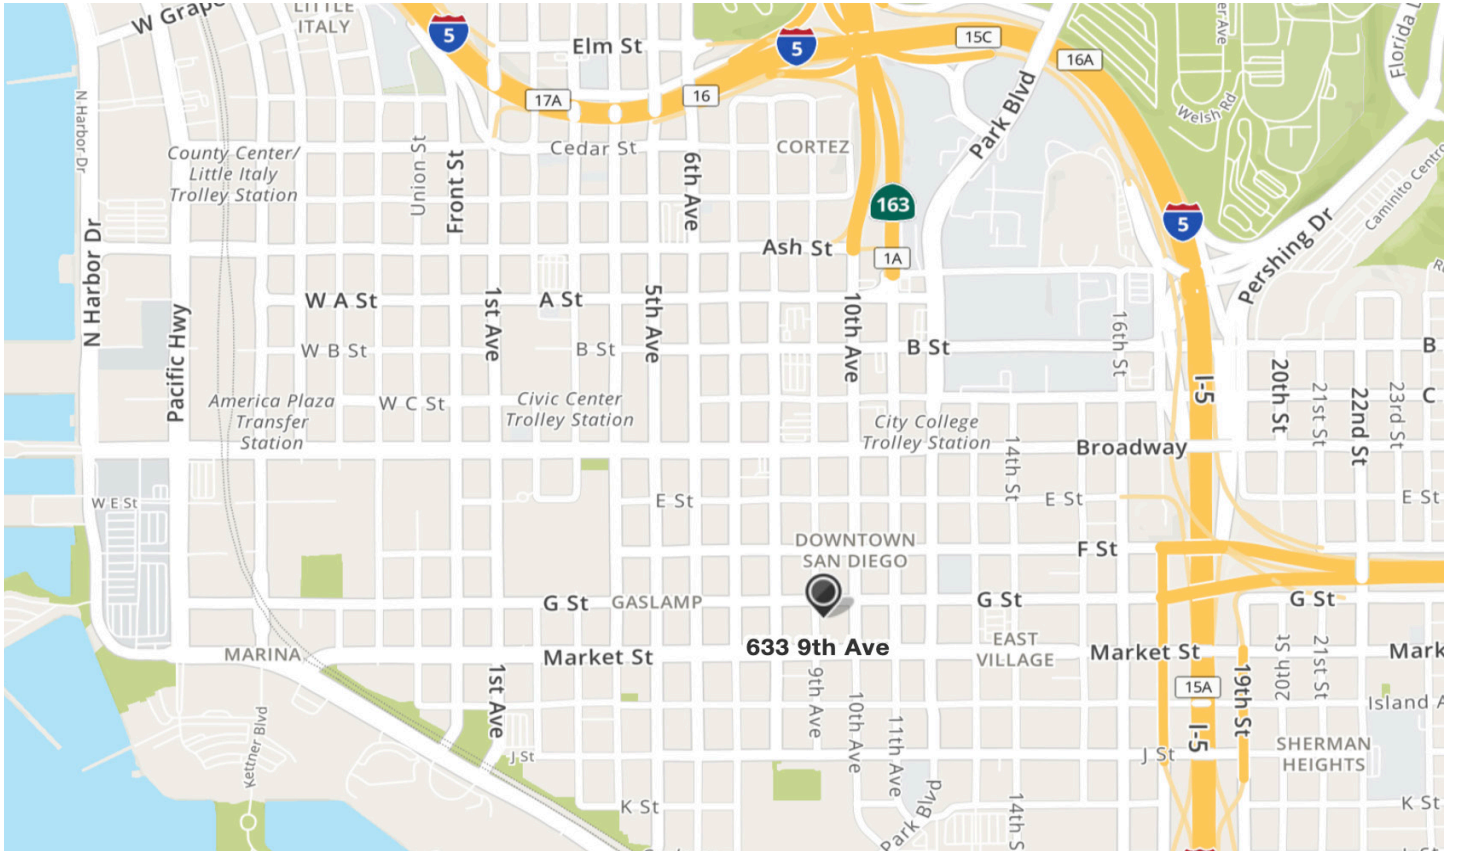 W Grape
LITTLE
ITALY
5
Elm St
5
15C
16A
Florida
Welsh Rd
17A
16
Park Blvd
N Harbor Dr
County Center/
Little Italy
Trolley Station
Union St
Front St
Cedar St
6th Ave
CORTEZ
163
5
Caminito Centro
N Harbor Dr
Ash St
1A
Pershing Dr
Pacific Hwy
W A St
1st Ave
A St
5th Ave
10th Ave
16th St
W B St
B St
B St
B
I-5
20th St
21st St
22nd St
23rd St
America Plaza
Transfer
Station
W C St
Civic Center
Trolley Station
City College
Trolley Station
C
14th St
Broadway
W E St
E St
E St
E St
DOWNTOWN
SAN DIEGO
F St
G St
GASLAMP
G St
G St
633 9th Ave
MARINA
Market St
EAST
VILLAGE
Market St
20th St
21st St
Mark
1st Ave
9th Ave
10th Ave
11th Ave
15A
19th St
Island A
Kettner Blvd
J St
I-5
J St
SHERMAN
HEIGHTS
K St
Park Blvd
14th S
K St